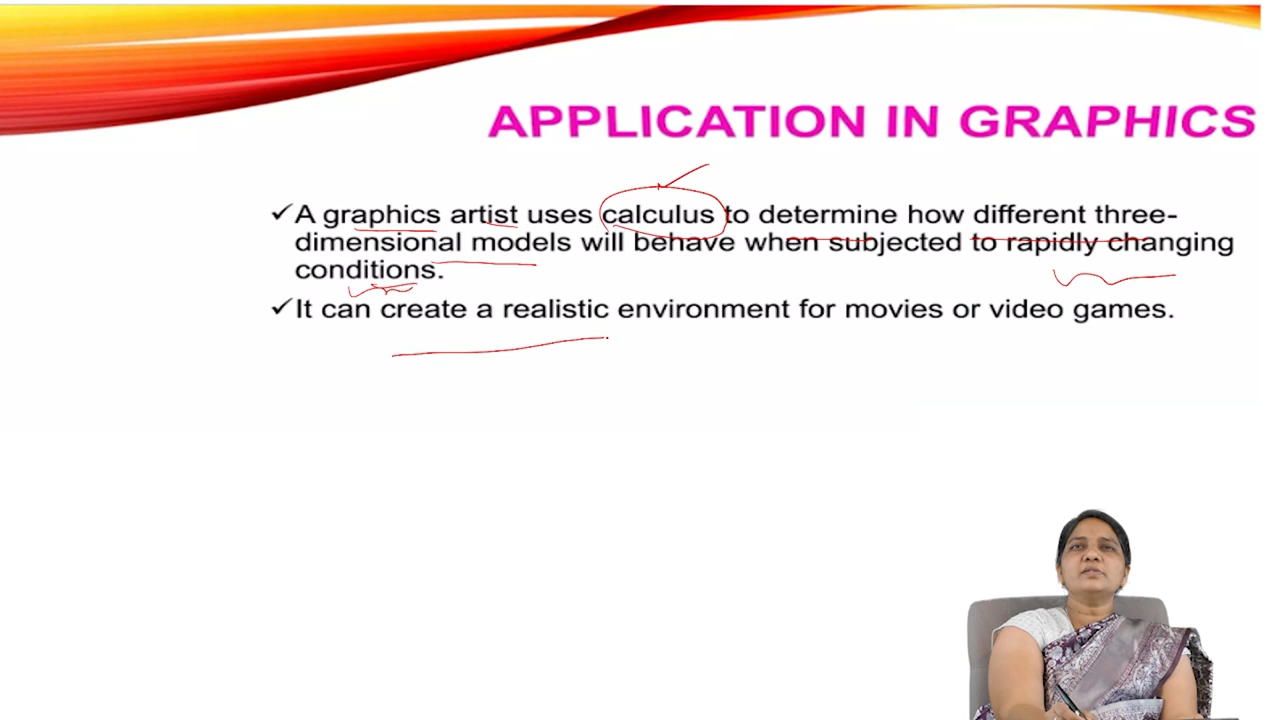 APPLICATION IN GRAPHICS
✓A graphics artist uses calculus to determine how different three-
dimensional models will behave when subjected to rapidly changing
conditions.
✓It can create a realistic environment for movies or video games.